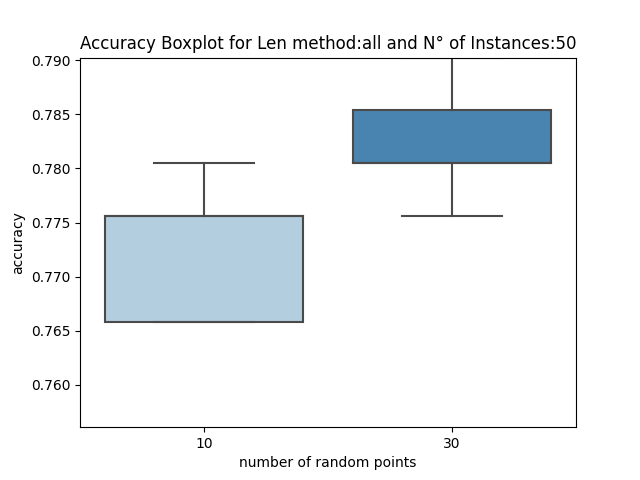 Accuracy Boxplot for Len method:all and N° of Instances:50
0.790
0.785
0.780
0.775
0.770
0.765
0.760
accuracy
10 30
number of random points